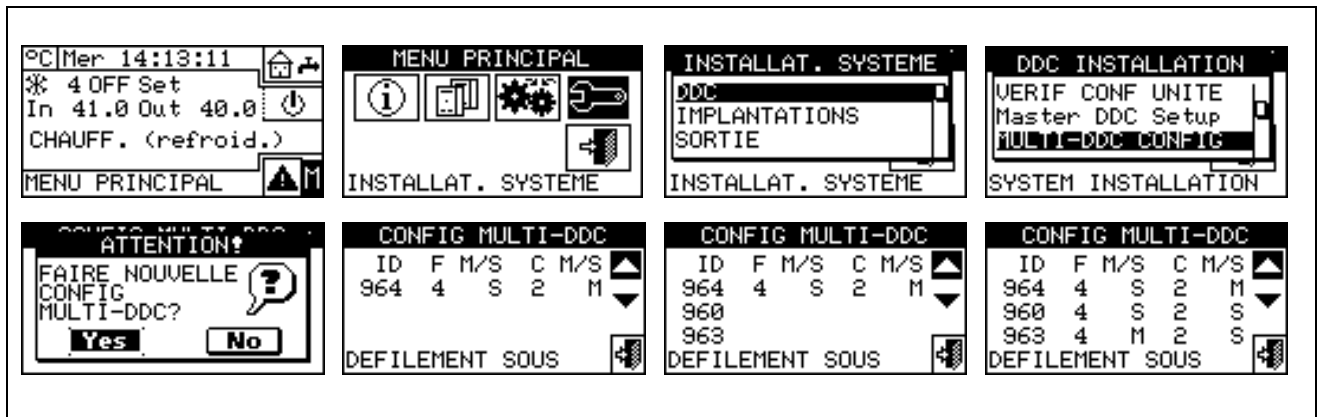 °C Mer 14:13:11
4 OFF Set
In 41.0 Out 40.0
CHAUFF. (refroid.)
MENU PRINCIPAL M
MENU PRINCIPAL
INSTALLAT. SYSTEME
INSTALLAT. SYSTEME
DDC
IMPLANTATIONS
SORTIE
INSTALLAT. SYSTEME
DDC INSTALLATION
VERIF CONF UNITE
Master DDC Setup
MULTI-DDC CONFIG
SYSTEM INSTALLATION
ATTENTION!
FAIRE NOUVELLE
CONFIG
MULTI-DDC?
Yes No
CONFIG MULTI-DDC
ID F M/S C M/S
964 4 S 2 M
DEFILEMENT SOUS
CONFIG MULTI-DDC
ID F M/S C M/S
964 4 S 2 M
960
963
DEFILEMENT SOUS
CONFIG MULTI-DDC
ID F M/S C M/S
964 4 S 2 M
960 4 S 2 S
963 4 M 2 S
DEFILEMENT SOUS